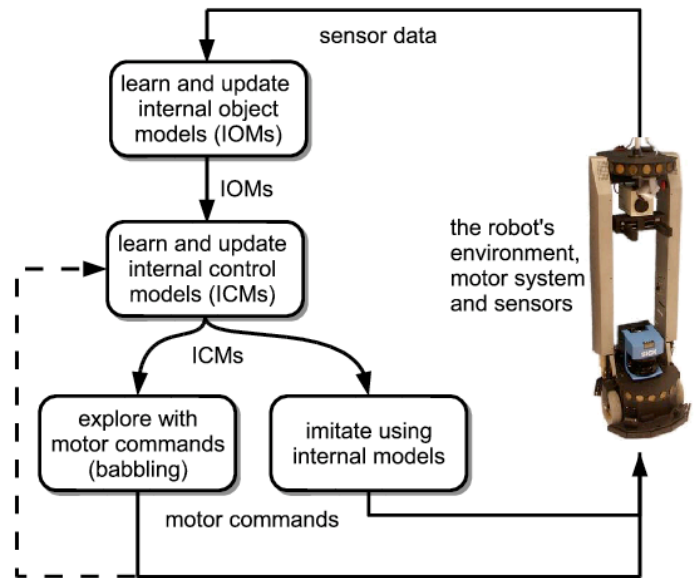 sensor data
learn and update
internal object
models (IOMs)
IOMs
learn and update
internal control
models (ICMs)
the robot's
environment,
motor system
and sensors
ICMs
explore with
motor commands
(babbling)
imitate using
internal models
motor commands